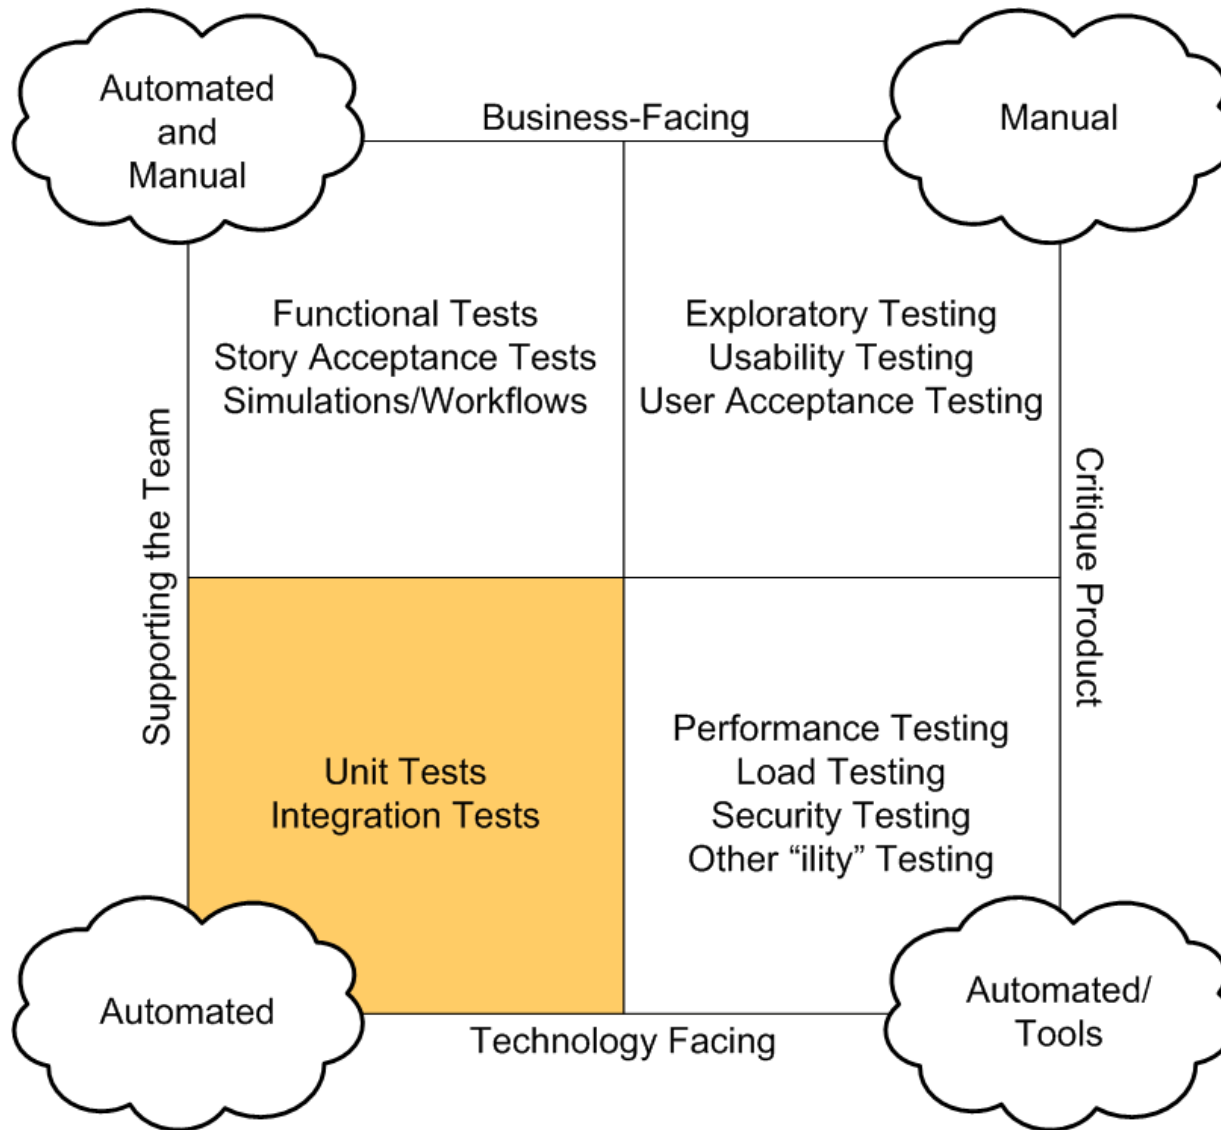 Automated
and
Manual
Business-Facing
Manual
Functional Tests
Story Acceptance Tests
Simulations/Workflows
Exploratory Testing
Usability Testing
User Acceptance Testing
Supporting the Team
Critique Product
Unit Tests
Integration Tests
Performance Testing
Load Testing
Security Testing
Other “ility” Testing
Automated
Technology Facing
Automated/
Tools